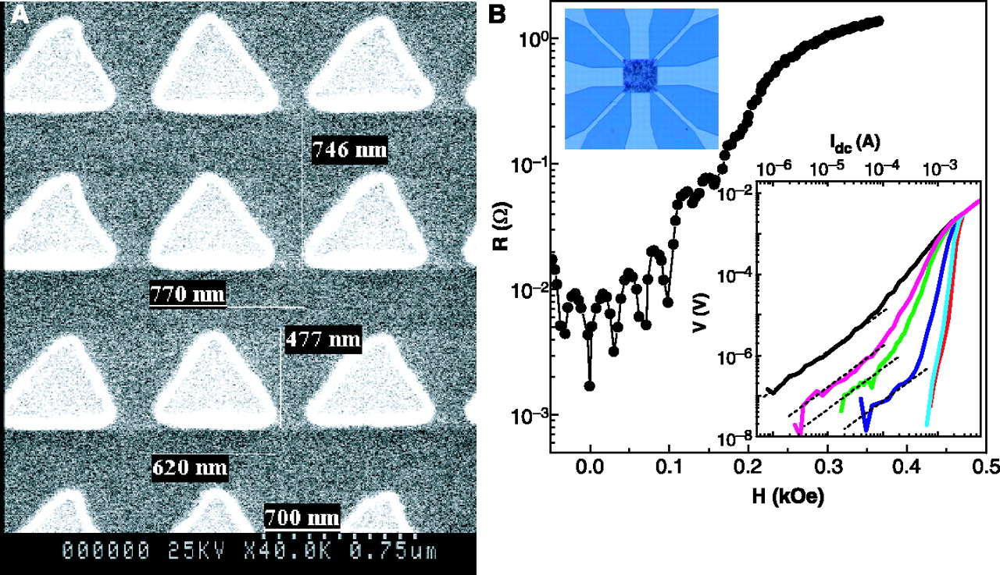 A
746 nm
770 nm
477 nm
620 nm
700 nm
000000 25KV X40.0K 0.75um
B
10⁰
10⁻¹
10⁻²
10⁻³
R (Ω)
0.0 0.1 0.2 0.3 0.4 0.5
H (kOe)
I_dc (A)
10⁻⁶ 10⁻⁵ 10⁻⁴ 10⁻³
10⁻²
10⁻⁴
10⁻⁶
10⁻⁸
V (V)